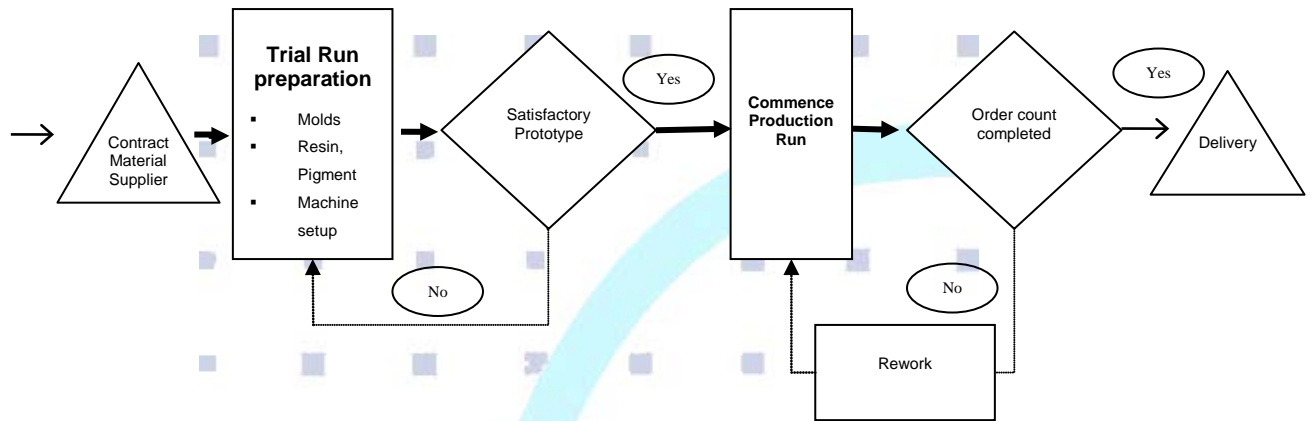 Contract
Material
Supplier
Trial Run
preparation
Molds
Resin,
Pigment
Machine
setup
Satisfactory
Prototype
Yes
No
Commence
Production
Run
Order count
completed
Yes
No
Rework
Delivery